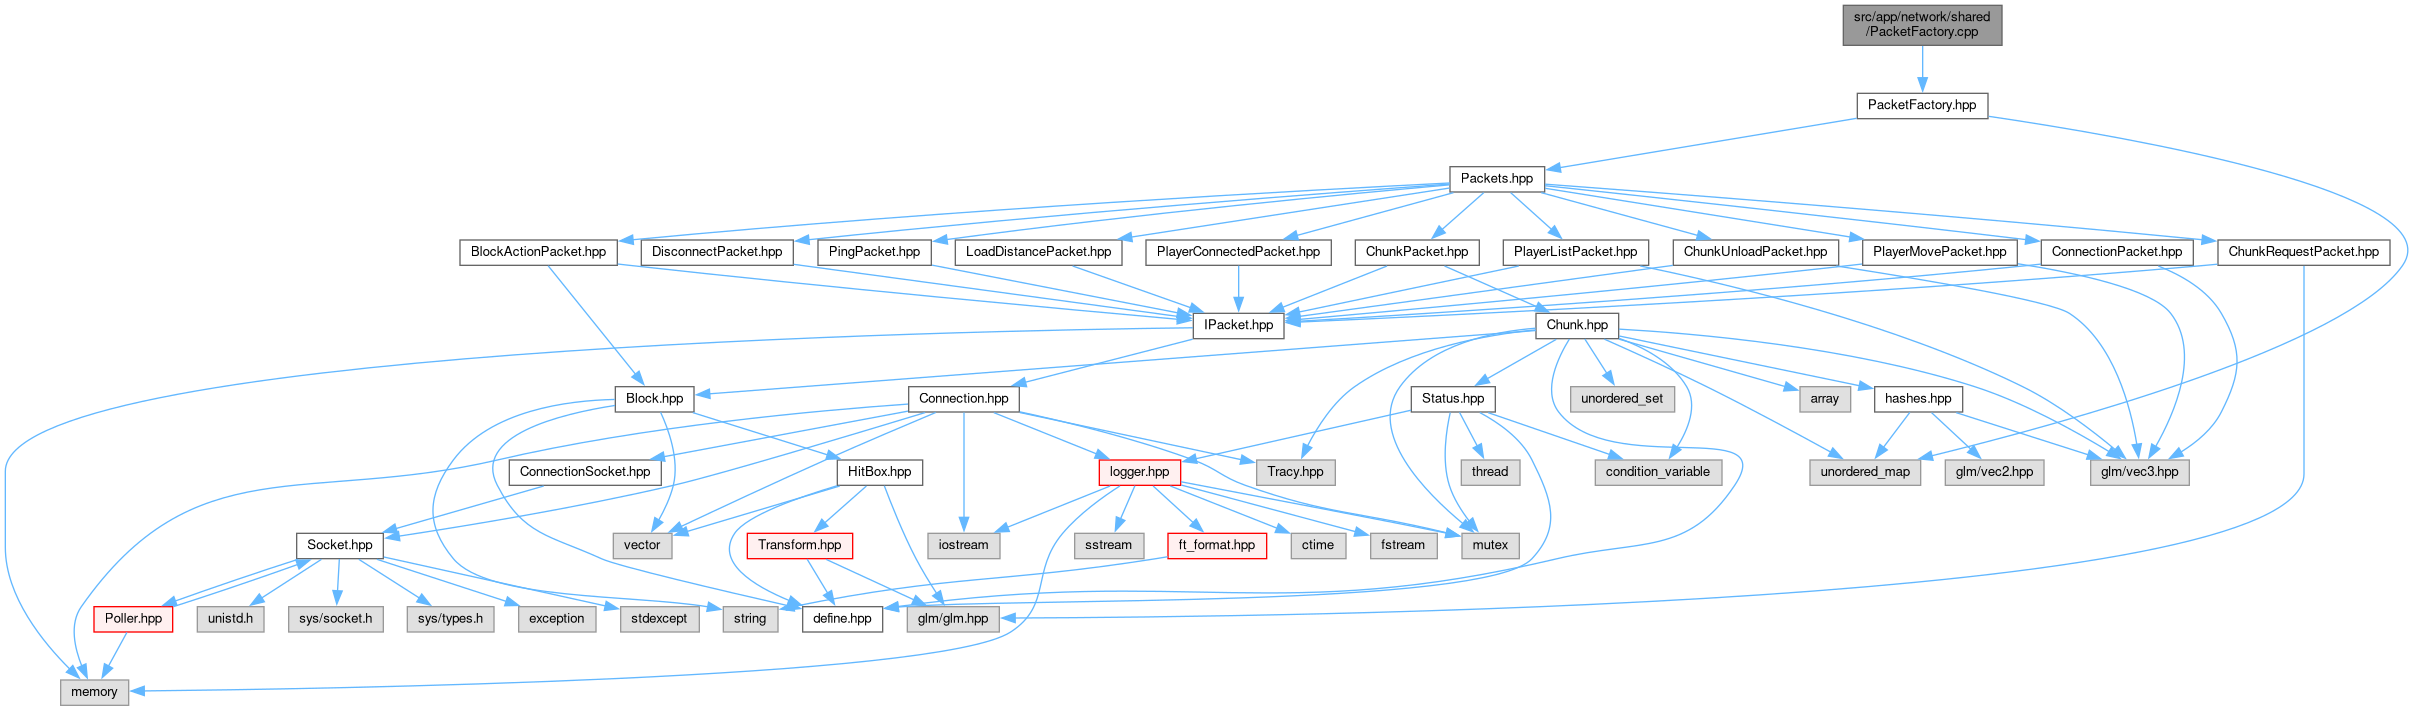 src/app/network/shared
/PacketFactory.cpp
PacketFactory.hpp
Packets.hpp
BlockActionPacket.hpp
DisconnectPacket.hpp
PingPacket.hpp
LoadDistancePacket.hpp
PlayerConnectedPacket.hpp
ChunkPacket.hpp
PlayerListPacket.hpp
ChunkUnloadPacket.hpp
PlayerMovePacket.hpp
ConnectionPacket.hpp
ChunkRequestPacket.hpp
IPacket.hpp
Chunk.hpp
Block.hpp
Connection.hpp
Status.hpp
unordered_set
array
hashes.hpp
ConnectionSocket.hpp
HitBox.hpp
logger.hpp
Tracy.hpp
thread
condition_variable
unordered_map
glm/vec2.hpp
glm/vec3.hpp
Socket.hpp
vector
Transform.hpp
iostream
sstream
ft_format.hpp
ctime
fstream
mutex
Poller.hpp
unistd.h
sys/socket.h
sys/types.h
exception
stdexcept
string
define.hpp
glm/glm.hpp
memory